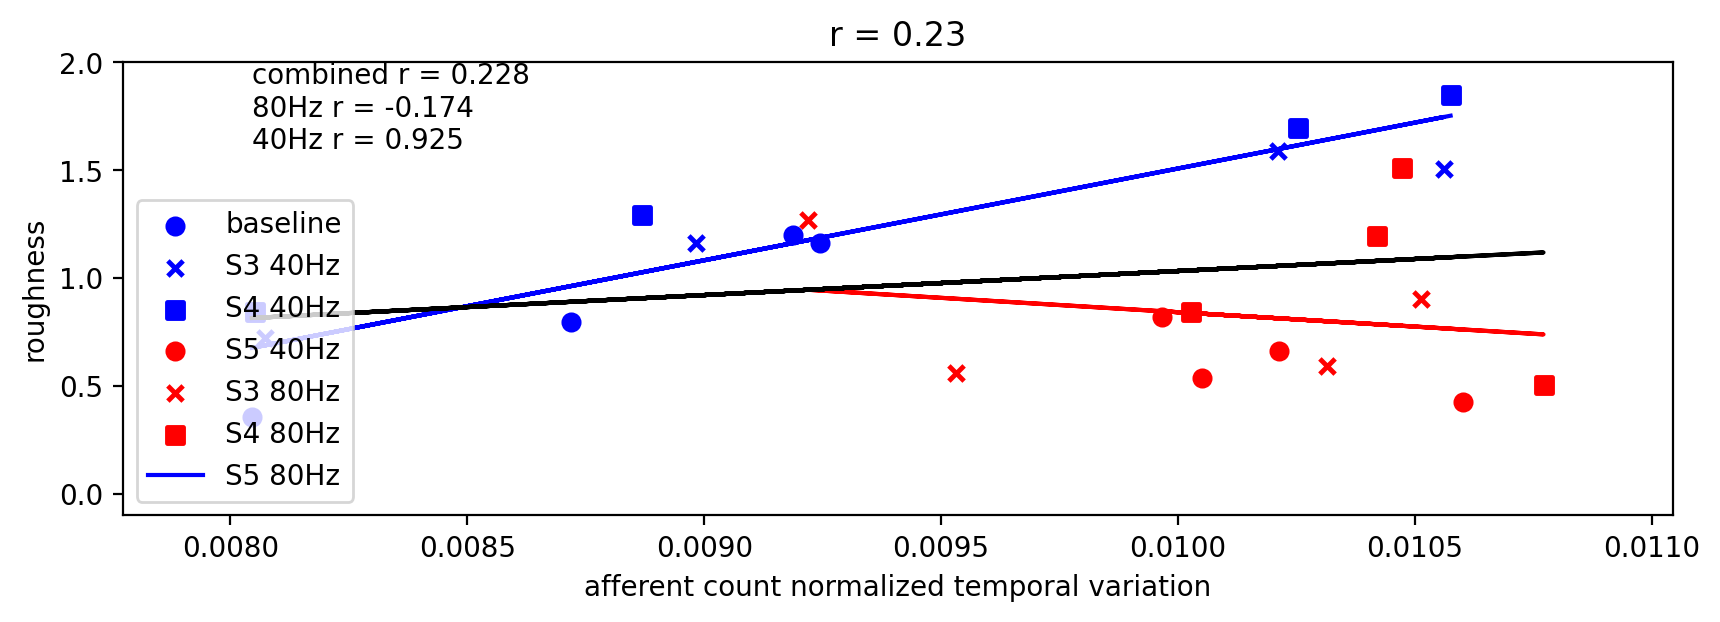 r = 0.23
combined r = 0.228
80Hz r = -0.174
40Hz r = 0.925
2.0
1.5
1.0
0.5
0.0
roughness
baseline
S3 40Hz
S4 40Hz
S5 40Hz
S3 80Hz
S4 80Hz
S5 80Hz
0.0080 0.0085 0.0090 0.0095 0.0100 0.0105 0.0110
afferent count normalized temporal variation